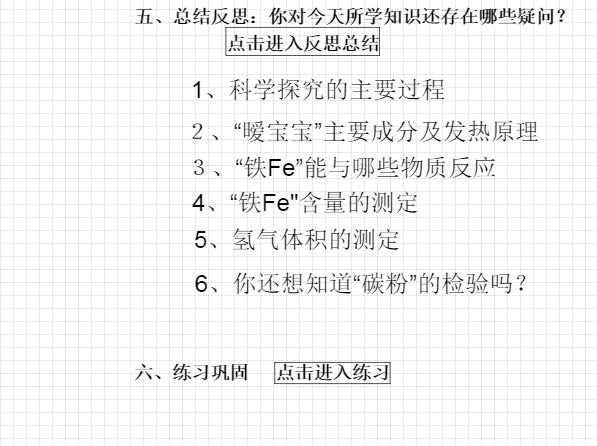 五、总结反思：你对今天所学知识还存在哪些疑问？
点击进入反思总结
1、科学探究的主要过程
２、“暧宝宝”主要成分及发热原理
３、“铁Fe”能与哪些物质反应
4、“铁Fe"含量的测定
5、氢气体积的测定
6、你还想知道“碳粉”的检验吗？
六、练习巩固 点击进入练习